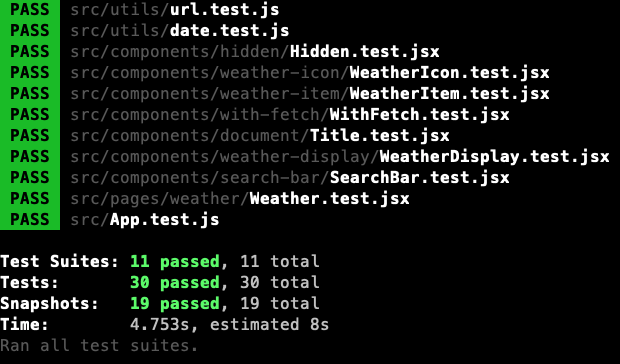 PASS src/utils/url.test.js
PASS src/utils/date.test.js
PASS src/components/hidden/Hidden.test.jsx
PASS src/components/weather-icon/WeatherIcon.test.jsx
PASS src/components/weather-item/WeatherItem.test.jsx
PASS src/components/with-fetch/WithFetch.test.jsx
PASS src/components/document/Title.test.jsx
PASS src/components/weather-display/WeatherDisplay.test.jsx
PASS src/components/search-bar/SearchBar.test.jsx
PASS src/pages/weather/Weather.test.jsx
PASS src/App.test.js
Test Suites: 11 passed, 11 total
Tests: 30 passed, 30 total
Snapshots: 19 passed, 19 total
Time: 4.753s, estimated 8s
Ran all test suites.